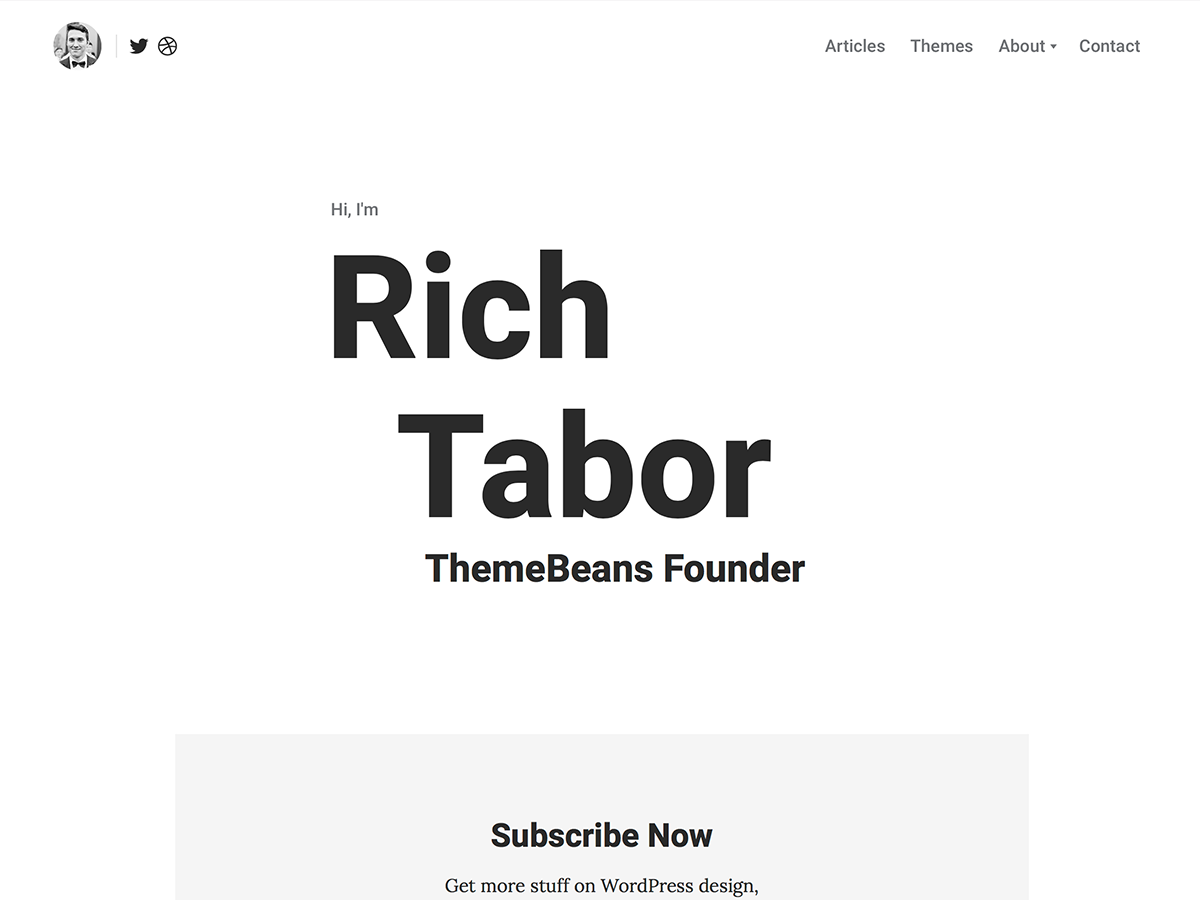 Articles Themes About Contact
Hi, I'm
Rich
Tabor
ThemeBeans Founder
Subscribe Now
Get more stuff on WordPress design,